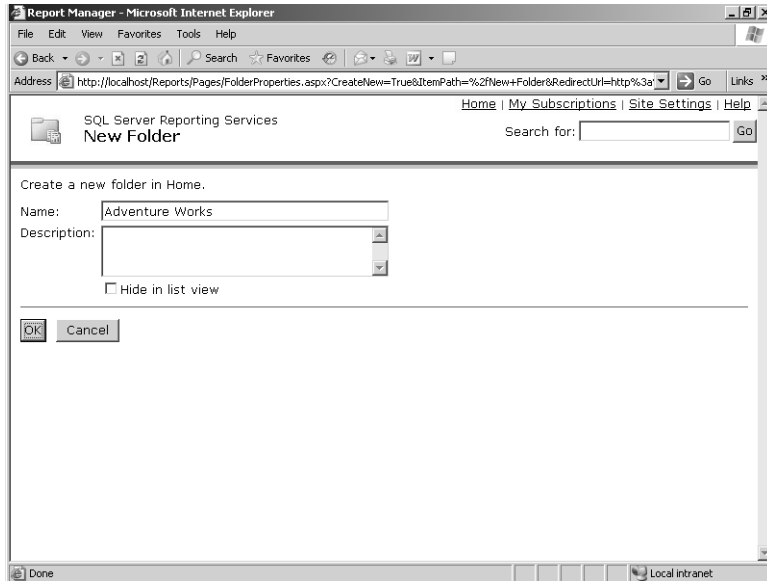 Report Manager - Microsoft Internet Explorer
File Edit View Favorites Tools Help
Back Search Favorites
Address http://localhost/Reports/Pages/FolderProperties.aspx?CreateNew=True&ItemPath=%2fNew+Folder&RedirectUrl=http%3a Go Links »
Home | My Subscriptions | Site Settings | Help
SQL Server Reporting Services
New Folder
Search for: Go
Create a new folder in Home.
Name: Adventure Works
Description:
Hide in list view
OK Cancel
Done Local intranet